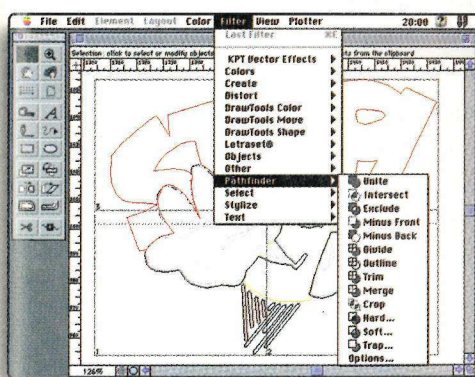 File Edit Element Layout Color Filter View Plotter 20:00
Last Filter ⌘E
Selection: click to select or modify objects
ts from the clipboard
KPT Vector Effects
Colors
Create
Distort
DrawTools Color
DrawTools Move
DrawTools Shape
Letraset®
Objects
Other
Pathfinder
Select
Stylize
Text
Unite
Intersect
Exclude
Minus Front
Minus Back
Divide
Outline
Trim
Merge
Crop
Hard...
Soft...
Trap...
Options...
126%